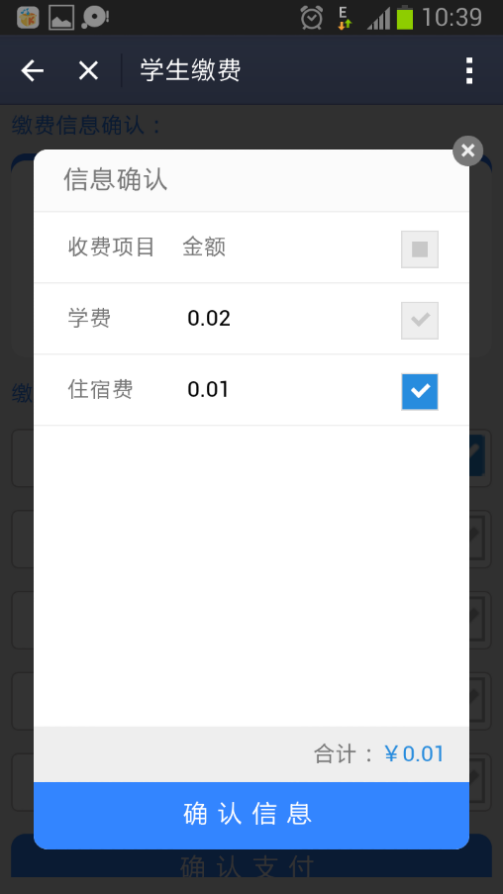 E 10:39
学生缴费
缴费信息确认：
信息确认
收费项目 金额
学费 0.02
住宿费 0.01
缴
合计：￥0.01
确认信息
确认支付